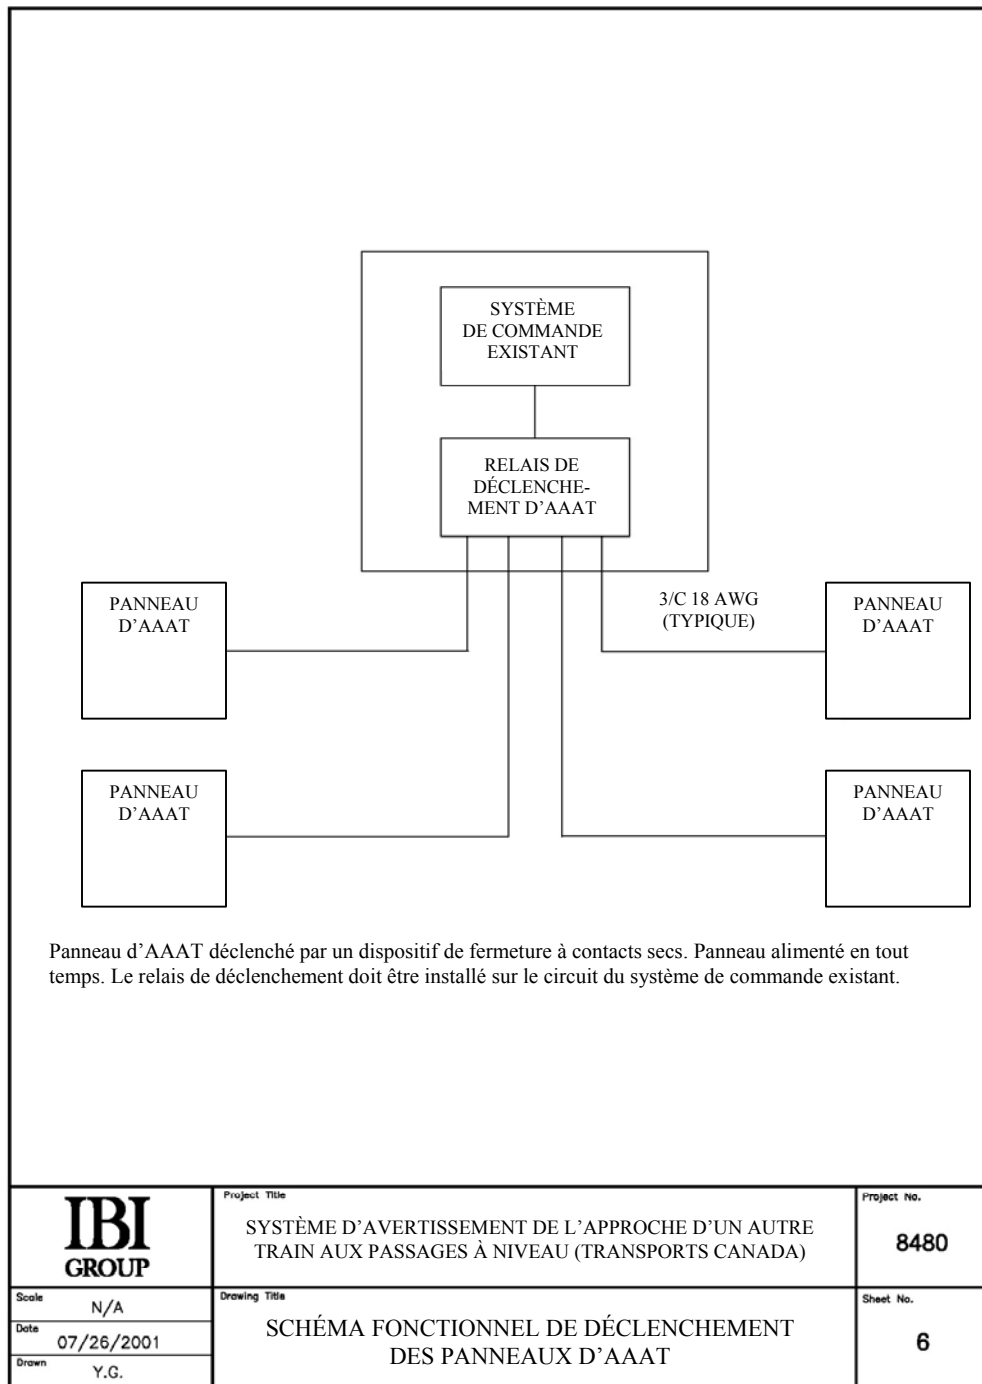 SYSTÈME
DE COMMANDE
EXISTANT
RELAIS DE
DÉCLENCHE-
MENT D'AAAT
PANNEAU
D'AAAT
3/C 18 AWG
(TYPIQUE)
PANNEAU
D'AAAT
PANNEAU
D'AAAT
PANNEAU
D'AAAT
Panneau d'AAAT déclenché par un dispositif de fermeture à contacts secs. Panneau alimenté en tout
temps. Le relais de déclenchement doit être installé sur le circuit du système de commande existant.
IBI
GROUP
Project Title
SYSTÈME D'AVERTISSEMENT DE L'APPROCHE D'UN AUTRE
TRAIN AUX PASSAGES À NIVEAU (TRANSPORTS CANADA)
Project No.
8480
Scale
N/A
Date
07/26/2001
Drawn
Y.G.
Drawing Title
SCHÉMA FONCTIONNEL DE DÉCLENCHEMENT
DES PANNEAUX D'AAAT
Sheet No.
6